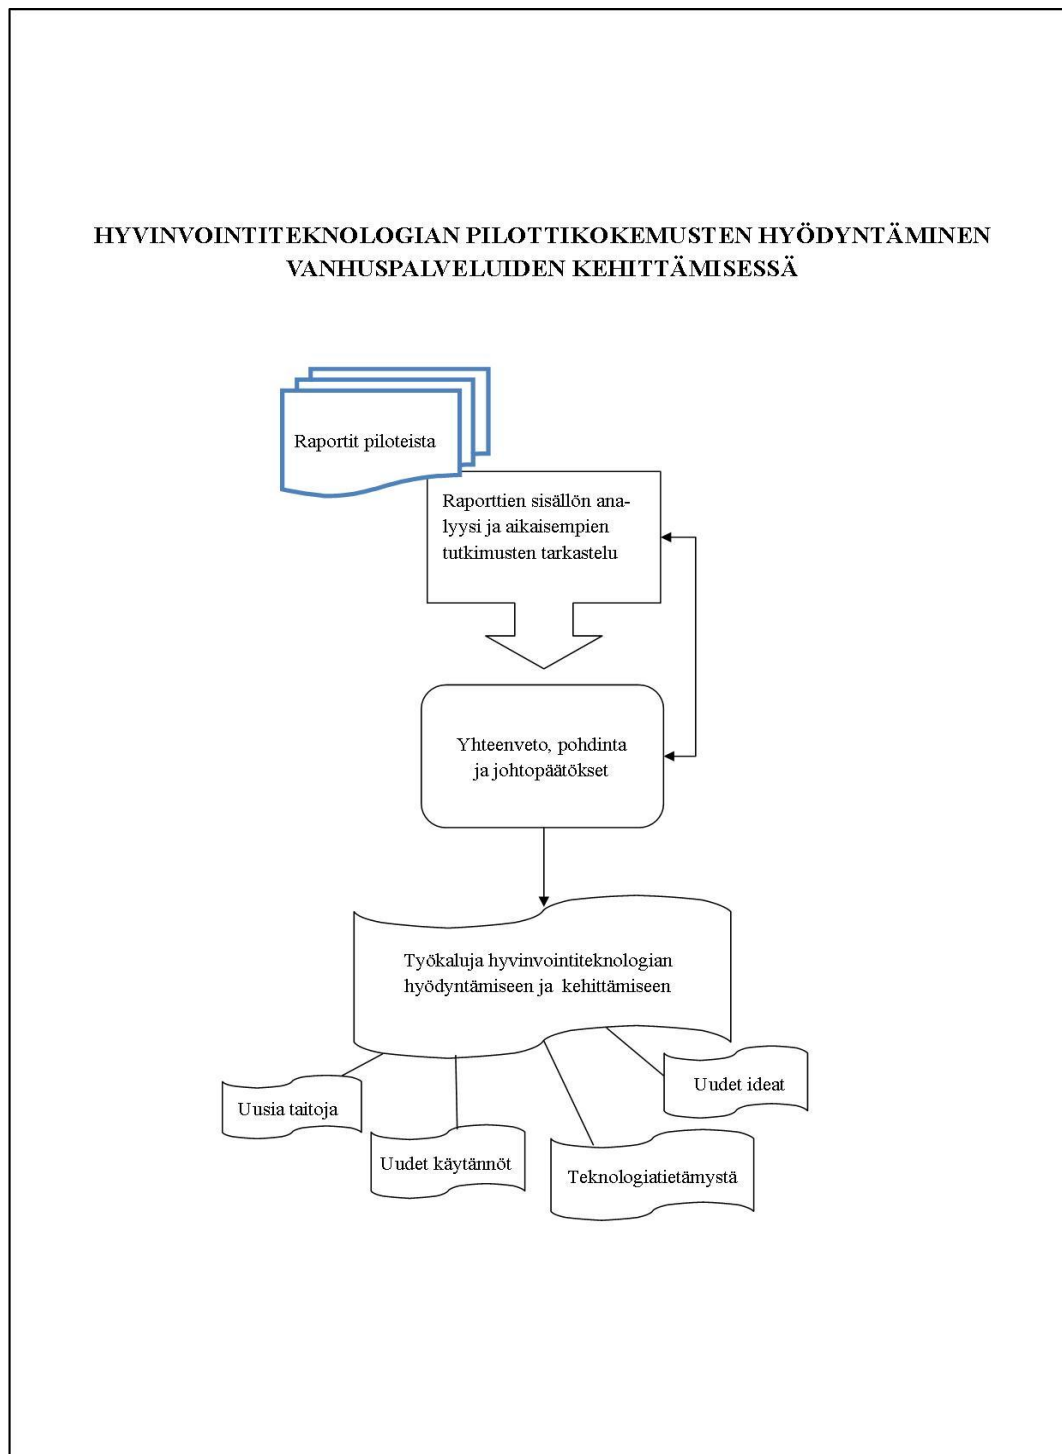 HYVINVOINTITEKNOLOGIAN PILOTTIKOKEMUSTEN HYÖDYNTÄMINEN
VANHUSPALVELUIDEN KEHITTÄMISESSÄ
Raportit piloteista
Raporttien sisällön ana-
lyysi ja aikaisempien
tutkimusten tarkastelu
Yhteenveto, pohdinta
ja johtopäätökset
Työkaluja hyvinvointiteknologian
hyödyntämiseen ja kehittämiseen
Uusia taitoja
Uudet käytännöt
Teknologiatietämystä
Uudet ideat